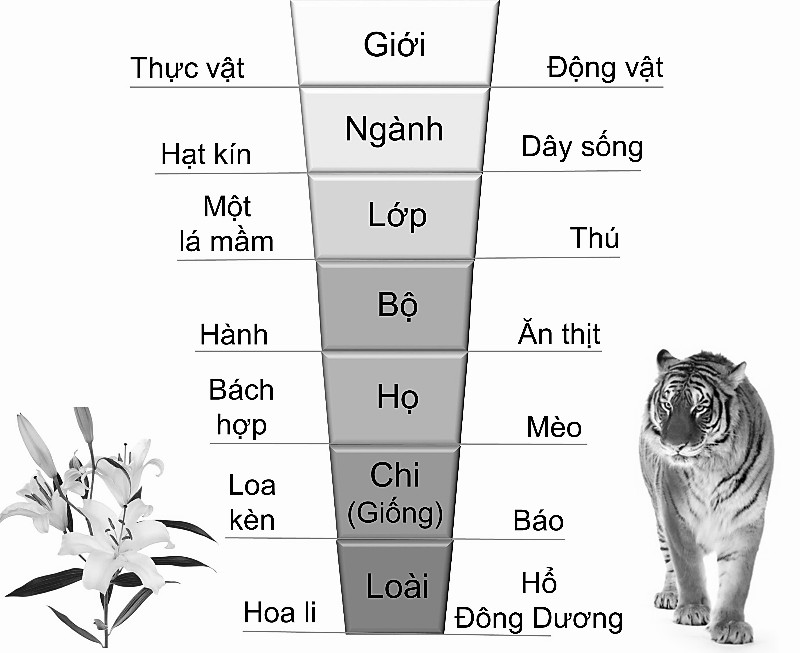 Giới
Thực vật
Động vật
Ngành
Hạt kín
Dây sống
Lớp
Một
lá mầm
Thú
Bộ
Hành
Ăn thịt
Họ
Bách
hợp
Mèo
Chi
(Giống)
Loa
kèn
Báo
Loài
Hoa li
Hổ
Đông Dương